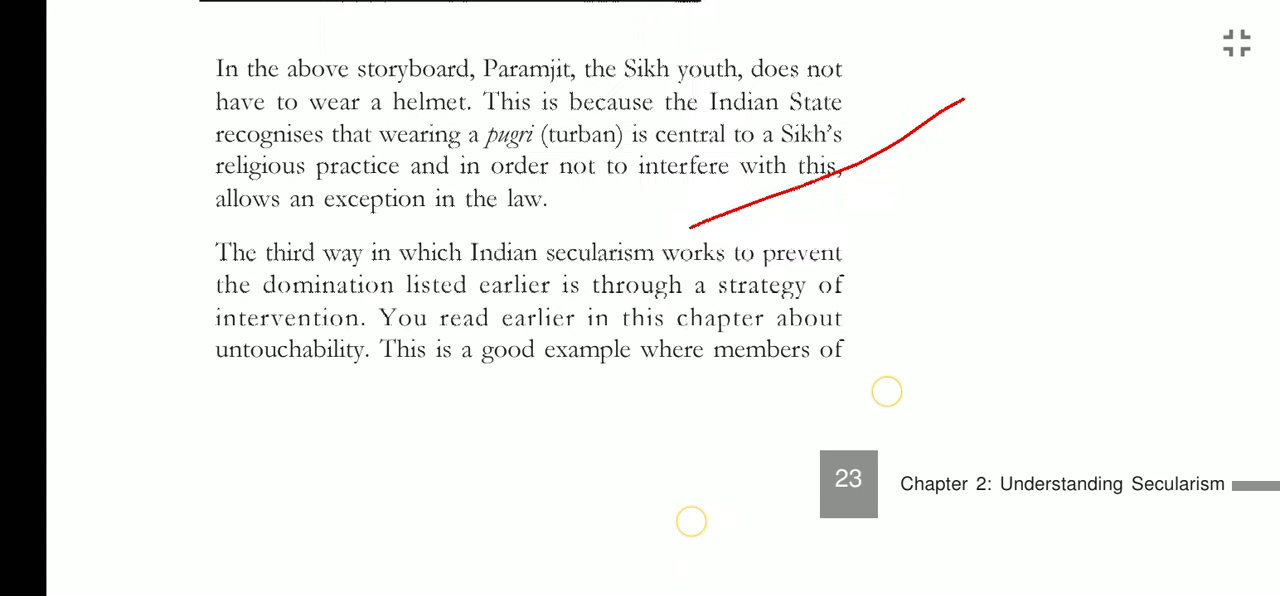 In the above storyboard, Paramjit, the Sikh youth, does not
have to wear a helmet. This is because the Indian State
recognises that wearing a pugri (turban) is central to a Sikh’s
religious practice and in order not to interfere with this,
allows an exception in the law.
The third way in which Indian secularism works to prevent
the domination listed earlier is through a strategy of
intervention. You read earlier in this chapter about
untouchability. This is a good example where members of
23 Chapter 2: Understanding Secularism